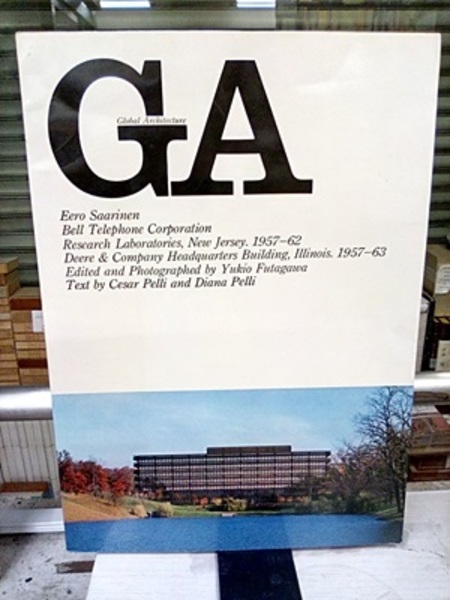 GA
Global Architecture
Eero Saarinen
Bell Telephone Corporation
Research Laboratories, New Jersey. 1957–62
Deere & Company Headquarters Building, Illinois. 1957–63
Edited and Photographed by Yukio Futagawa
Text by Cesar Pelli and Diana Pelli